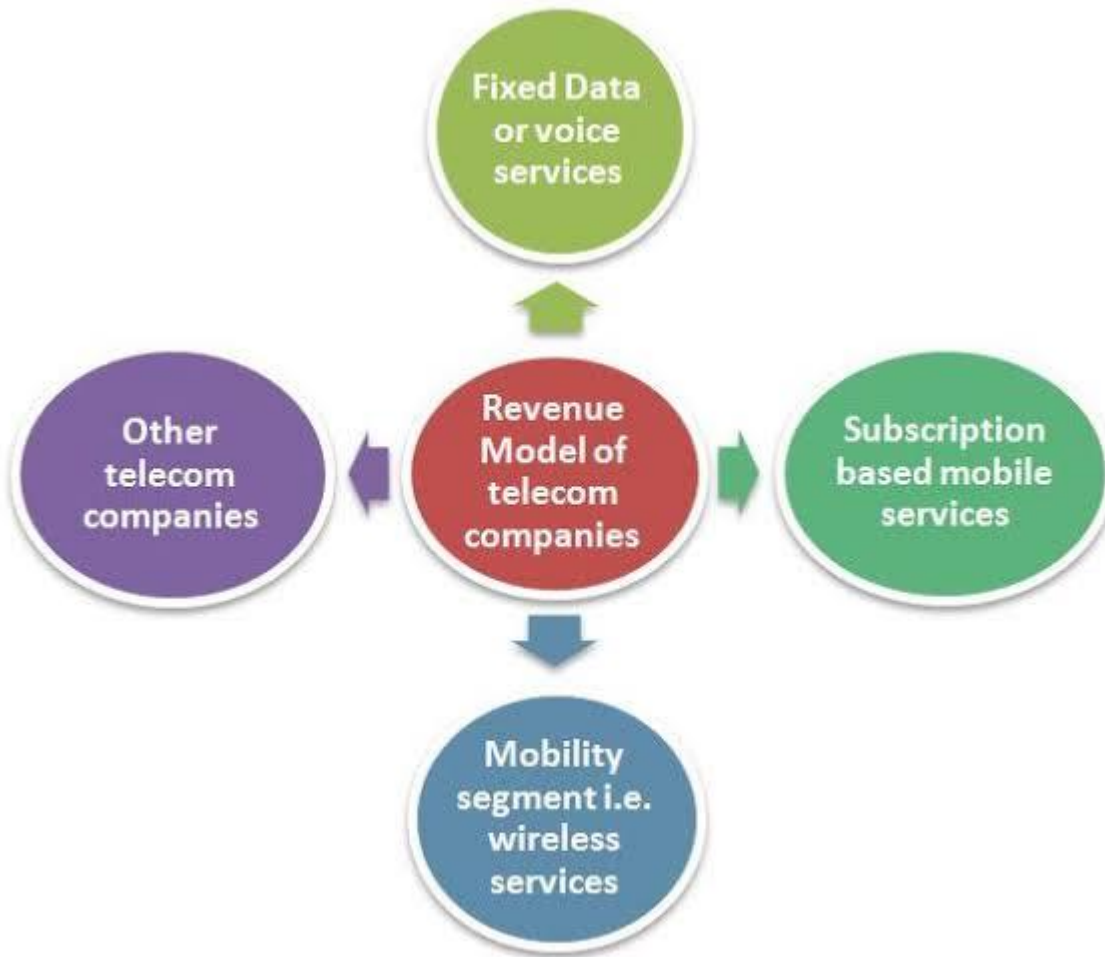 Fixed Data
or voice
services
Other
telecom
companies
Revenue
Model of
telecom
companies
Subscription
based mobile
services
Mobility
segment i.e.
wireless
services